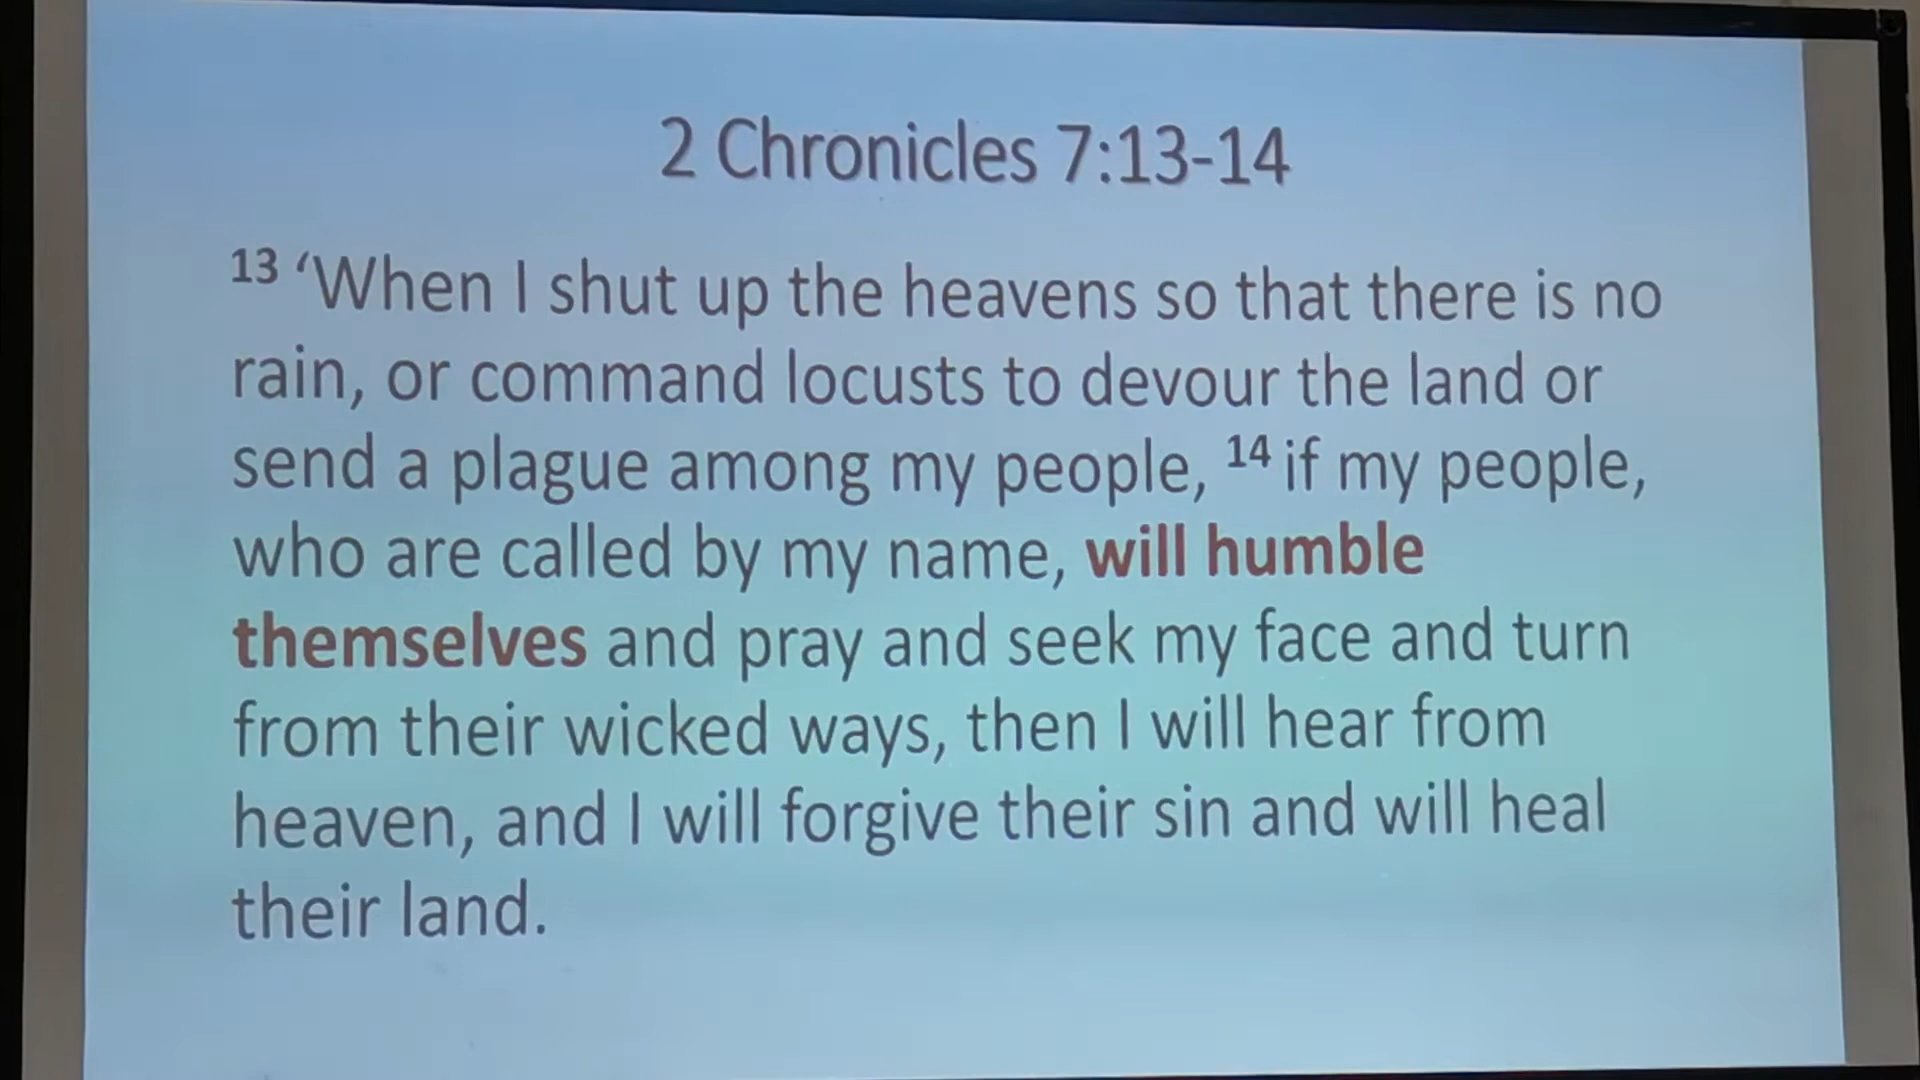 2 Chronicles 7:13-14
13 ‘When I shut up the heavens so that there is no
rain, or command locusts to devour the land or
send a plague among my people, 14 if my people,
who are called by my name, will humble
themselves and pray and seek my face and turn
from their wicked ways, then I will hear from
heaven, and I will forgive their sin and will heal
their land.